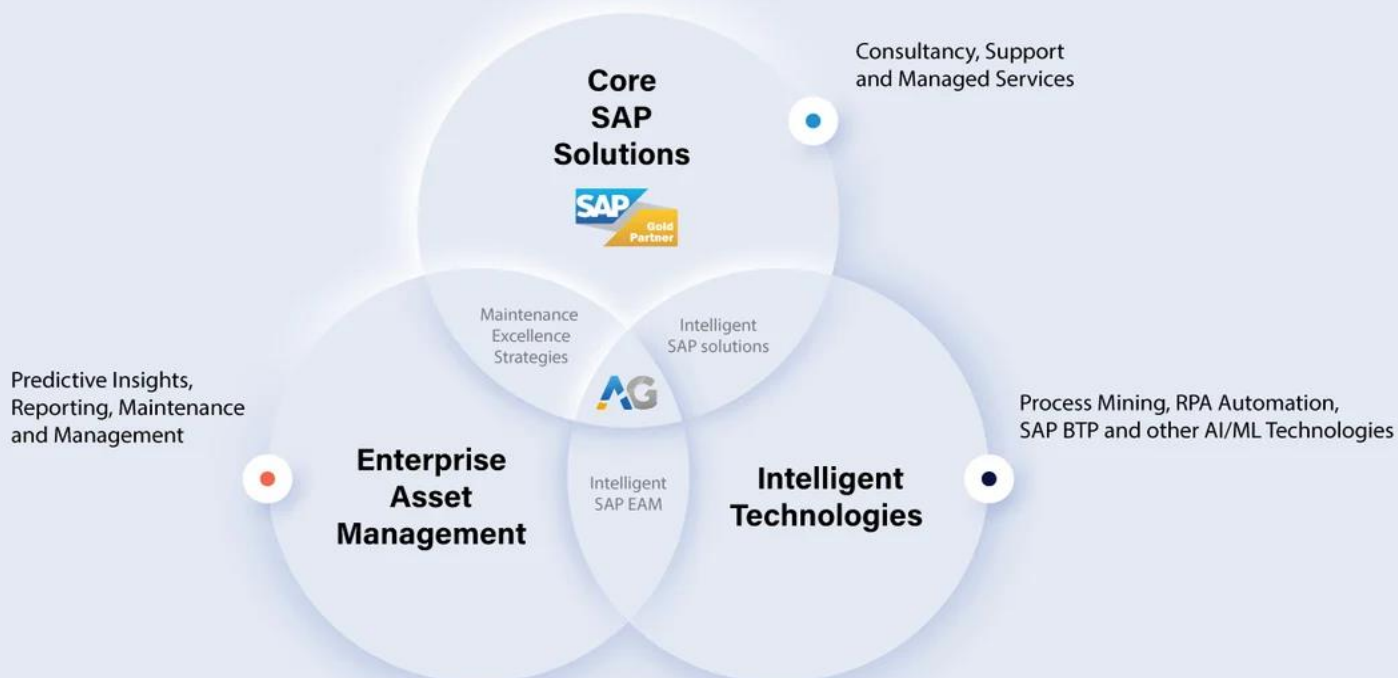 Core
SAP
Solutions
SAP
Gold
Partner
Consultancy, Support
and Managed Services
Maintenance
Excellence
Strategies
Intelligent
SAP solutions
AG
Predictive Insights,
Reporting, Maintenance
and Management
Enterprise
Asset
Management
Intelligent
SAP EAM
Intelligent
Technologies
Process Mining, RPA Automation,
SAP BTP and other AI/ML Technologies